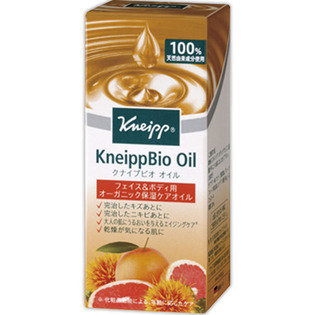 100%
天然由来成分使用
Kneipp®
KneippBio Oil
クナイプビオ オイル
フェイス&ボディ用
オーガニック保湿ケアオイル
✓完治したキズあとに
✓完治したニキビあとに
✓大人の肌にうるおいを与えるエイジングケア※
✓乾燥が気になる肌に